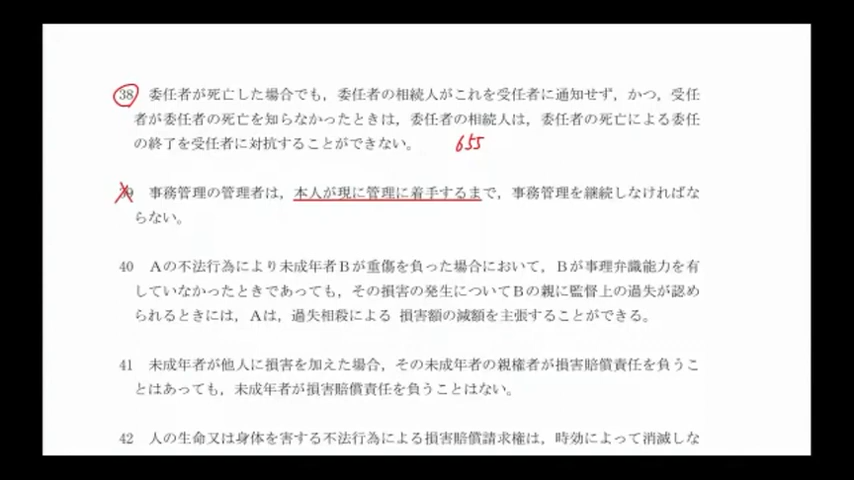 38 委任者が死亡した場合でも，委任者の相続人がこれを受任者に通知せず，かつ，受任
者が委任者の死亡を知らなかったときは，委任者の相続人は，委任者の死亡による委任
の終了を受任者に対抗することができない。 655
39 事務管理の管理者は，本人が現に管理に着手するまで，事務管理を継続しなければな
らない。
40 Ａの不法行為により未成年者Ｂが重傷を負った場合において，Ｂが事理弁識能力を有
していなかったときであっても，その損害の発生についてＢの親に監督上の過失が認め
られるときには，Ａは，過失相殺による 損害額の減額を主張することができる。
41 未成年者が他人に損害を加えた場合，その未成年者の親権者が損害賠償責任を負うこ
とはあっても，未成年者が損害賠償責任を負うことはない。
42 人の生命又は身体を害する不法行為による損害賠償請求権は，時効によって消滅しな